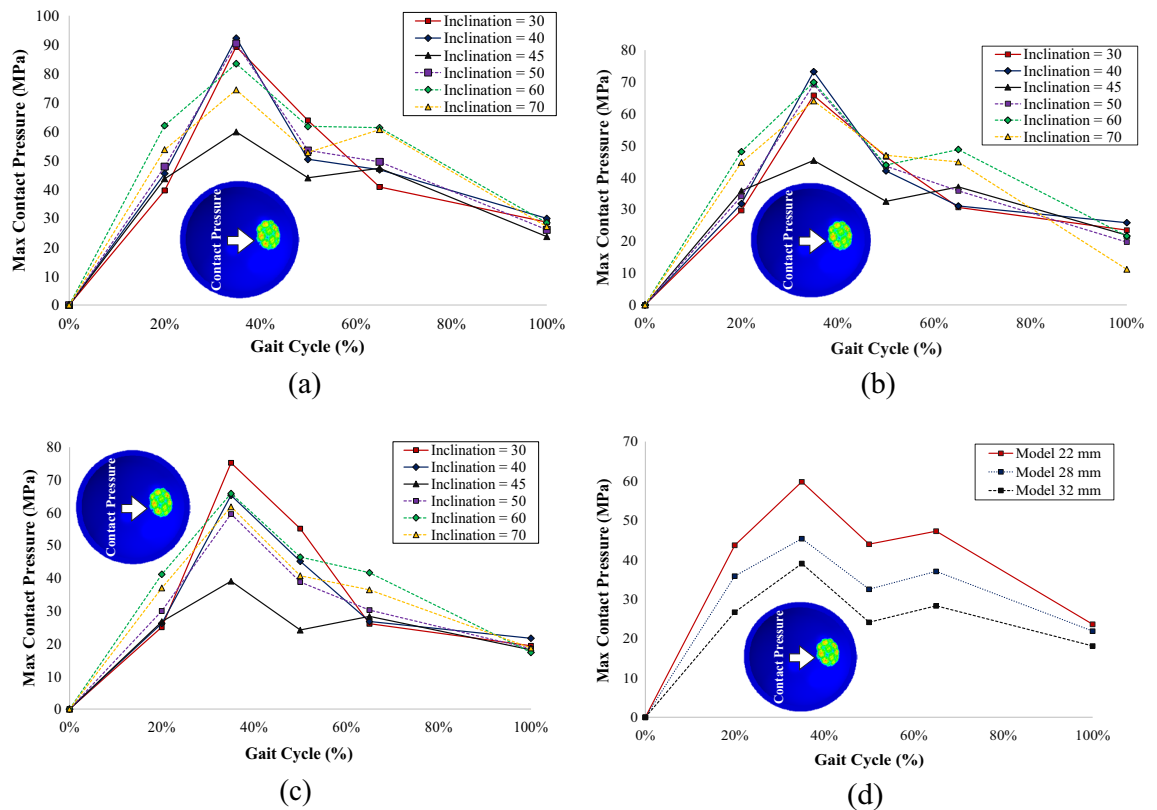 100
90
80
70
60
50
40
30
20
10
0
Max Contact Pressure (MPa)
0% 20% 40% 60% 80% 100%
Gait Cycle (%)
Inclination = 30
Inclination = 40
Inclination = 45
Inclination = 50
Inclination = 60
Inclination = 70
Contact Pressure
(a)
80
70
60
50
40
30
20
10
0
Max Contact Pressure (MPa)
0% 20% 40% 60% 80% 100%
Gait Cycle (%)
Inclination = 30
Inclination = 40
Inclination = 45
Inclination = 50
Inclination = 60
Inclination = 70
Contact Pressure
(b)
80
70
60
50
40
30
20
10
0
Max Contact Pressure (MPa)
0% 20% 40% 60% 80% 100%
Gait Cycle (%)
Inclination = 30
Inclination = 40
Inclination = 45
Inclination = 50
Inclination = 60
Inclination = 70
Contact Pressure
(c)
70
60
50
40
30
20
10
0
Max Contact Pressure (MPa)
0% 20% 40% 60% 80% 100%
Gait Cycle (%)
Model 22 mm
Model 28 mm
Model 32 mm
Contact Pressure
(d)